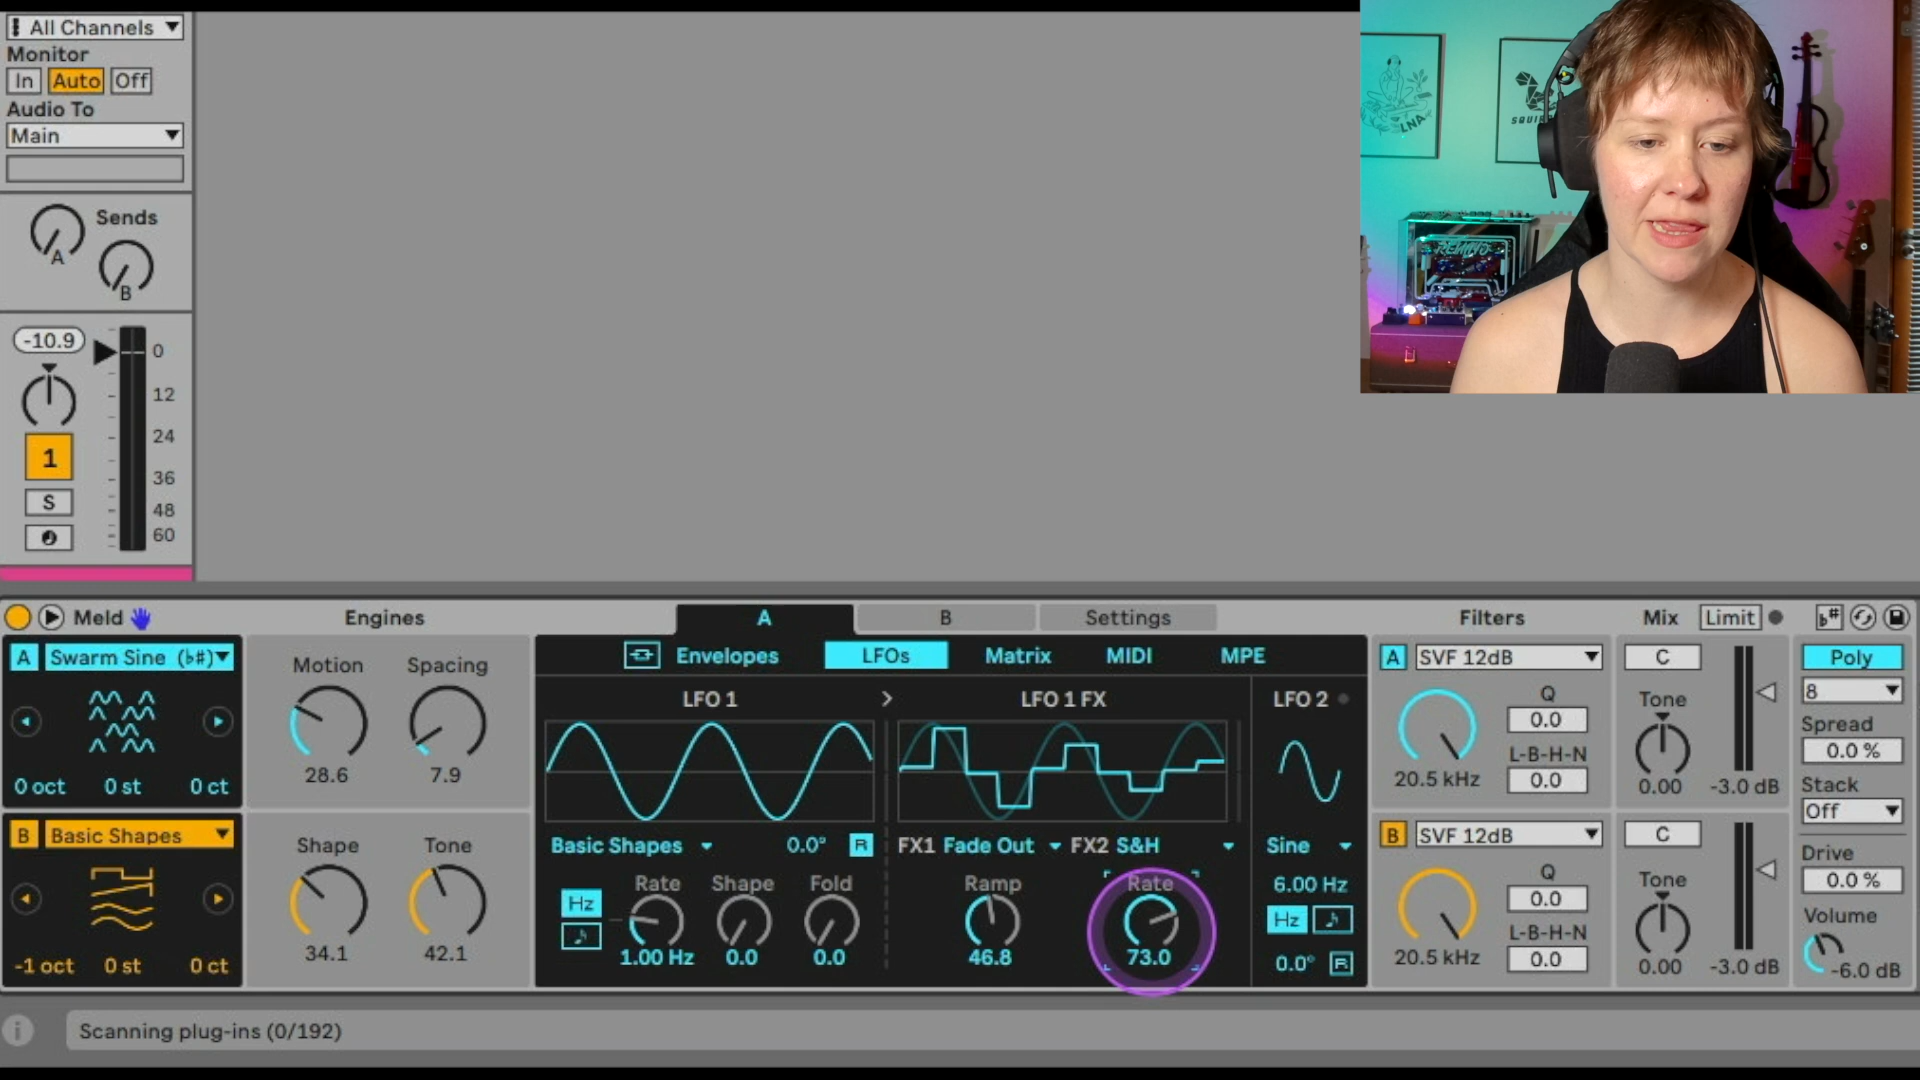 All Channels
Monitor
In Auto Off
Audio To
Main
Sends
A
B
-10.9
0
12
24
36
48
60
1
S
LNA
Meld
Engines
A
B
Settings
Filters
Mix
Limit
b#
A Swarm Sine (b#)
0 oct 0 st 0 ct
Motion Spacing
28.6 7.9
B Basic Shapes
-1 oct 0 st 0 ct
Shape Tone
34.1 42.1
Envelopes LFOs Matrix MIDI MPE
LFO 1 > LFO 1 FX LFO 2
Basic Shapes 0.0° R FX1 Fade Out FX2 S&H Sine
Hz
Rate Shape Fold
1.00 Hz 0.0 0.0
Ramp Rate
46.8 73.0
6.00 Hz
Hz
0.0° R
A SVF 12dB
20.5 kHz
Q
0.0
L-B-H-N
0.0
B SVF 12dB
20.5 kHz
Q
0.0
L-B-H-N
0.0
C
Tone
0.00 -3.0 dB
C
Tone
0.00 -3.0 dB
Poly
8
Spread
0.0 %
Stack
Off
Drive
0.0 %
Volume
-6.0 dB
Scanning plug-ins (0/192)